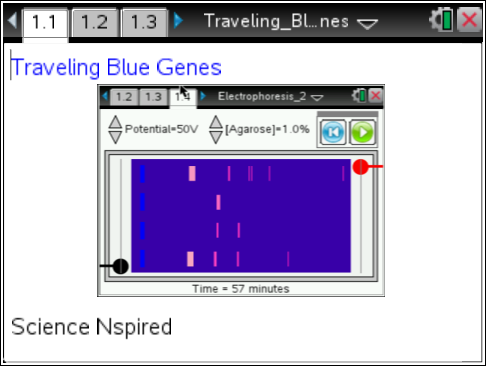 1.1 1.2 1.3 Traveling_Bl...nes
Traveling Blue Genes
1.2 1.3 1.4 Electrophoresis_2
Potential=50V [Agarose]=1.0%
Time = 57 minutes
Science Nspired